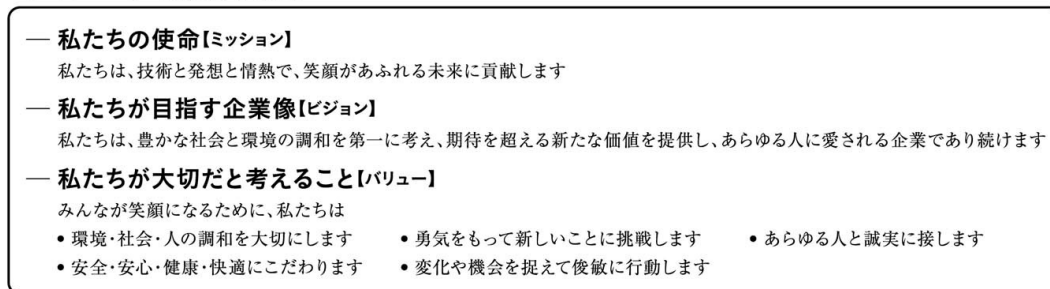 ― 私たちの使命【ミッション】
私たちは、技術と発想と情熱で、笑顔があふれる未来に貢献します
― 私たちが目指す企業像【ビジョン】
私たちは、豊かな社会と環境の調和を第一に考え、期待を超える新たな価値を提供し、あらゆる人に愛される企業であり続けます
― 私たちが大切だと考えること【バリュー】
みんなが笑顔になるために、私たちは
• 環境・社会・人の調和を大切にします • 勇気をもって新しいことに挑戦します • あらゆる人と誠実に接します
• 安全・安心・健康・快適にこだわります • 変化や機会を捉えて俊敏に行動します